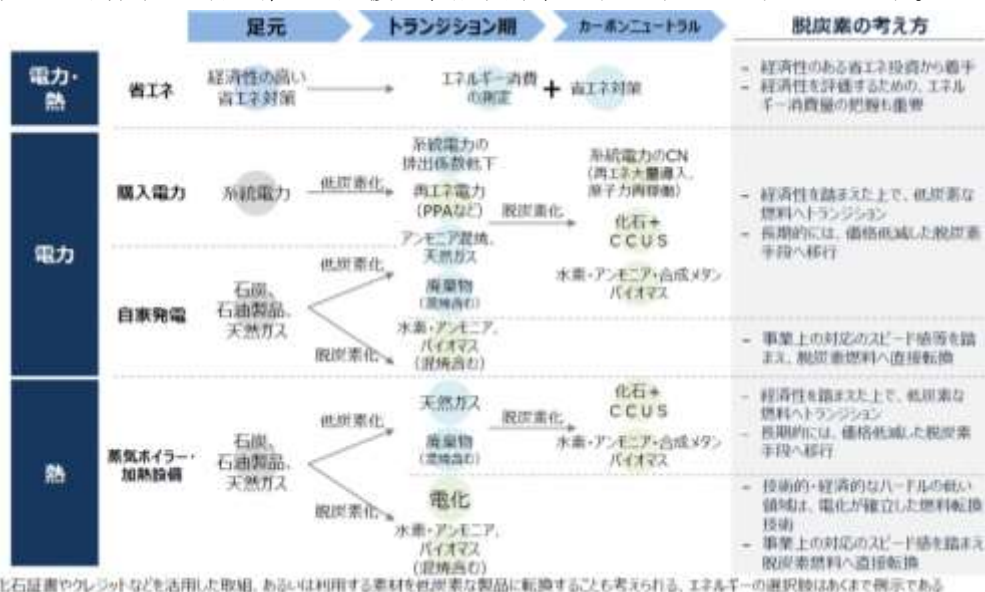 足元
トランジション期
カーボンニュートラル
脱炭素の考え方
電力・
熱
省エネ
経済性の高い
省エネ対策
エネルギー消費
の測定
+
省エネ対策
- 経済性のある省エネ投資から着手
- 経済性を評価するための、エネル
ギー消費量の把握も重要
電力
購入電力
系統電力
低炭素化
系統電力の
排出係数低下
再エネ電力
(PPAなど)
脱炭素化
系統電力のCN
(再エネ大量導入、
原子力再稼働)
化石+
CCUS
水素・アンモニア・合成メタン
バイオマス
- 経済性を踏まえた上で、低炭素な
燃料へトランジション
- 長期的には、価格低減した脱炭素
手段へ移行
自家発電
石炭、
石油製品、
天然ガス
低炭素化
アンモニア混焼、
天然ガス
廃棄物
(混焼含む)
脱炭素化
水素・アンモニア、
バイオマス
(混焼含む)
- 事業上の対応のスピード感等を踏
まえ、脱炭素燃料へ直接転換
熱
蒸気ボイラー・
加熱設備
石炭、
石油製品、
天然ガス
低炭素化
天然ガス
廃棄物
(混焼含む)
脱炭素化
化石+
CCUS
水素・アンモニア・合成メタン
バイオマス
- 経済性を踏まえた上で、低炭素な
燃料へトランジション
- 長期的には、価格低減した脱炭素
手段へ移行
脱炭素化
電化
水素・アンモニア、
バイオマス
(混焼含む)
- 技術的・経済的なハードルの低い
領域は、電化が確立した燃料転換
技術
- 事業上の対応のスピード感を踏まえ
脱炭素燃料へ直接転換
化石証書やクレジットなどを活用した取組、あるいは利用する素材を低炭素な製品に転換することも考えられる、エネルギーの選択肢はあくまで例示である